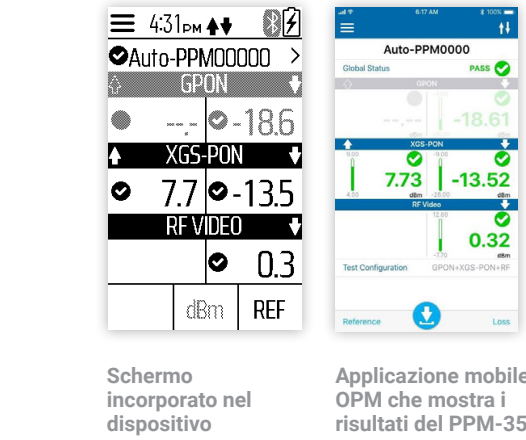 4:31PM
Auto-PPM00000 >
GPON
--.- -18.6
XGS-PON
7.7 -13.5
RF VIDEO
0.3
dBm REF
Schermo
incorporato nel
dispositivo
6:17 AM 100%
Auto-PPM0000
Global Status PASS
GPON
--.-- -18.61
dBm
XGS-PON
9.00 -9.00
7.73 -13.52
4.00 dBm dBm
RF Video
12.00
0.32
-7.70 dBm
Test Configuration GPON+XGS-PON+RF
Reference Loss
Applicazione mobile
OPM che mostra i
risultati del PPM-35